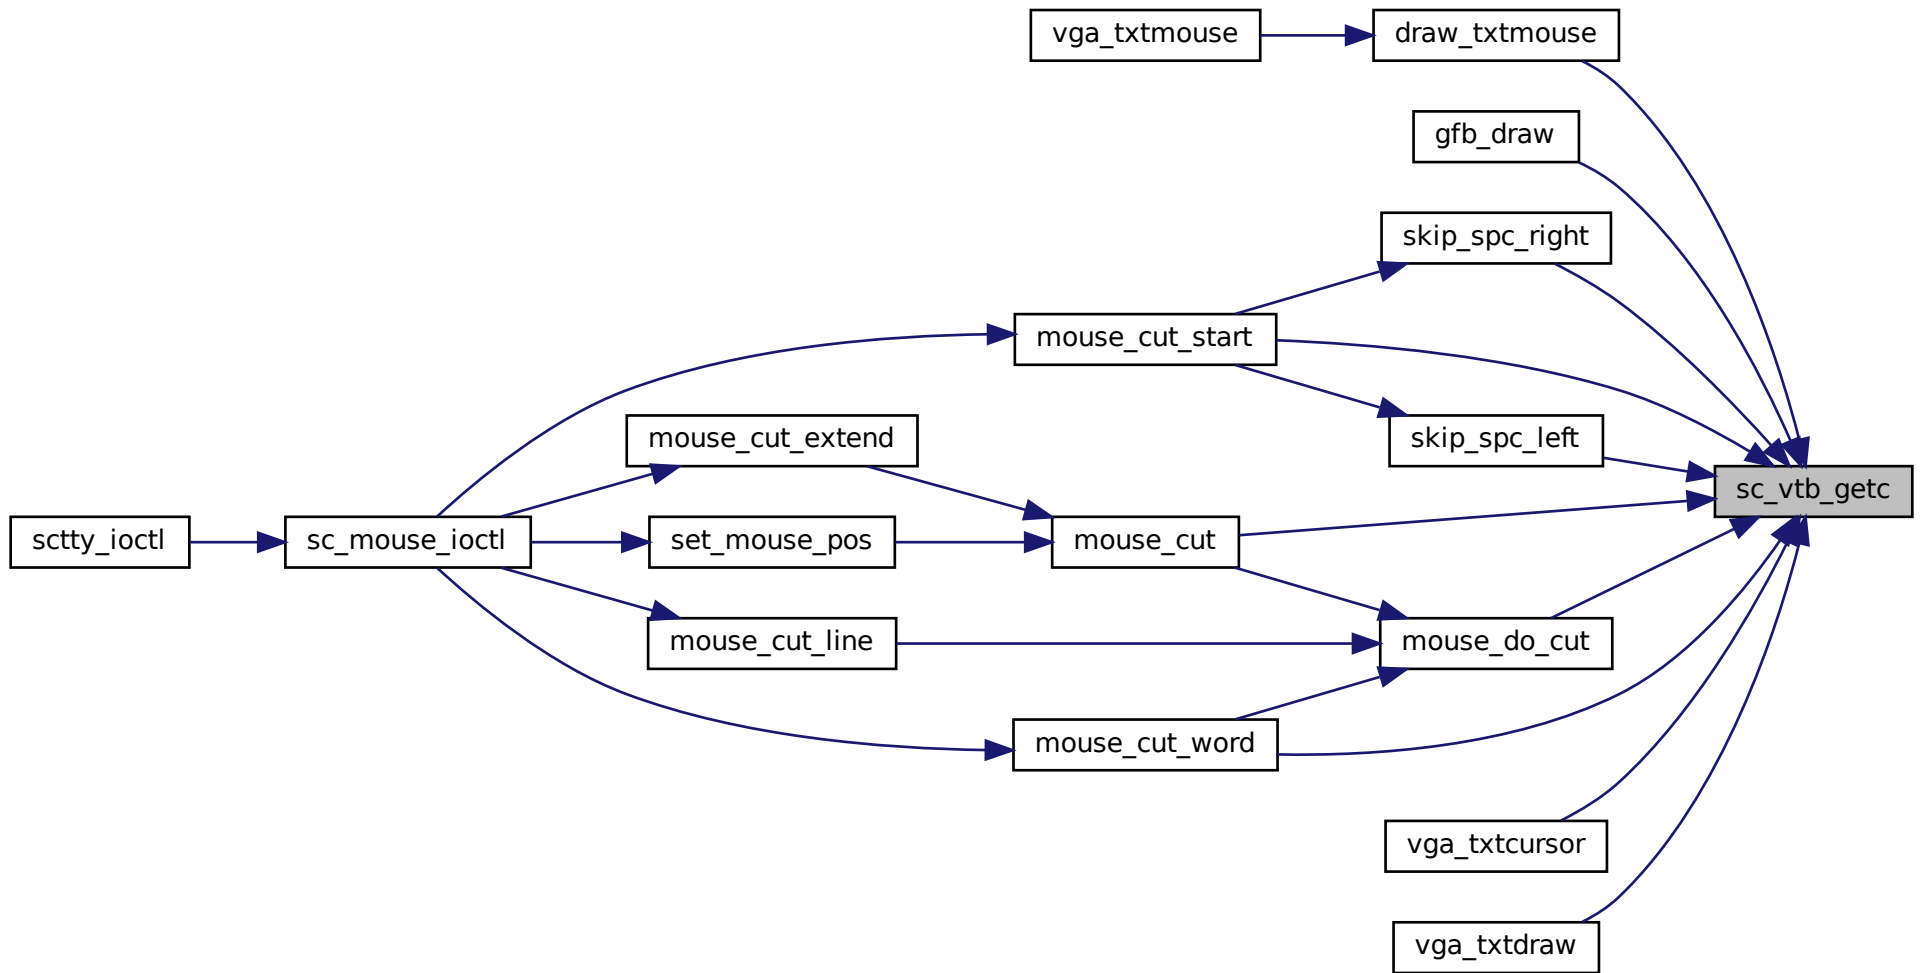 vga_txtmouse
draw_txtmouse
gfb_draw
skip_spc_right
mouse_cut_start
mouse_cut_extend
skip_spc_left
sc_vtb_getc
sctty_ioctl
sc_mouse_ioctl
set_mouse_pos
mouse_cut
mouse_cut_line
mouse_do_cut
mouse_cut_word
vga_txtcursor
vga_txtdraw